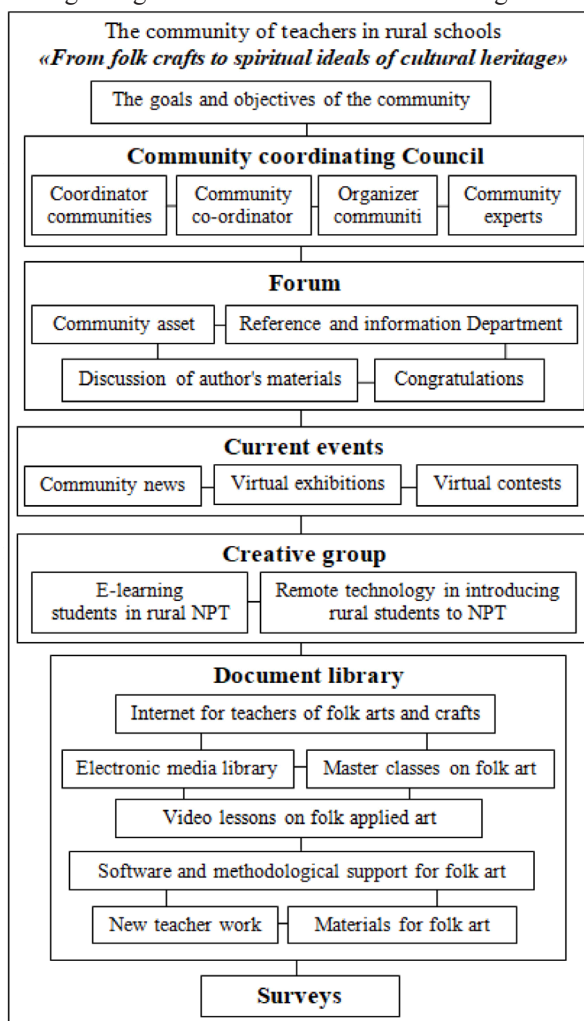 The community of teachers in rural schools
«From folk crafts to spiritual ideals of cultural heritage»
The goals and objectives of the community
Community coordinating Council
Coordinator communities
Community co-ordinator
Organizer communiti
Community experts
Forum
Community asset
Reference and information Department
Discussion of author's materials
Congratulations
Current events
Community news
Virtual exhibitions
Virtual contests
Creative group
E-learning
students in rural NPT
Remote technology in introducing
rural students to NPT
Document library
Internet for teachers of folk arts and crafts
Electronic media library
Master classes on folk art
Video lessons on folk applied art
Software and methodological support for folk art
New teacher work
Materials for folk art
Surveys